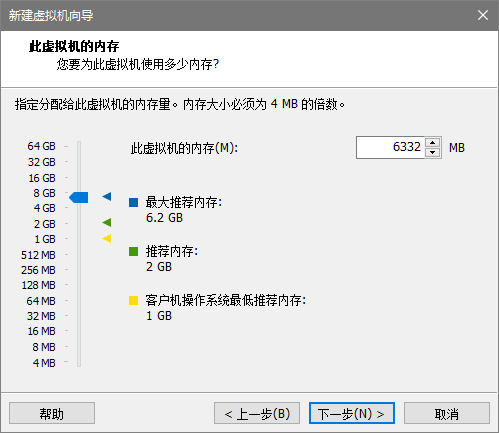 新建虚拟机向导
此虚拟机的内存
您要为此虚拟机使用多少内存?
指定分配给此虚拟机的内存量。内存大小必须为 4 MB 的倍数。
64 GB
32 GB
16 GB
8 GB
4 GB
2 GB
1 GB
512 MB
256 MB
128 MB
64 MB
32 MB
16 MB
8 MB
4 MB
此虚拟机的内存(M):
6332 MB
最大推荐内存:
6.2 GB
推荐内存:
2 GB
客户机操作系统最低推荐内存:
1 GB
帮助
< 上一步(B)
下一步(N) >
取消